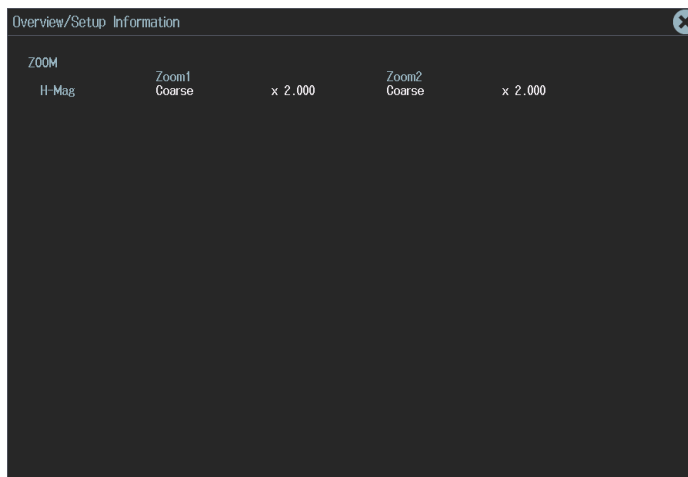 Overview/Setup Information
ZOOM
Zoom1 Zoom2
H-Mag Coarse x 2.000 Coarse x 2.000